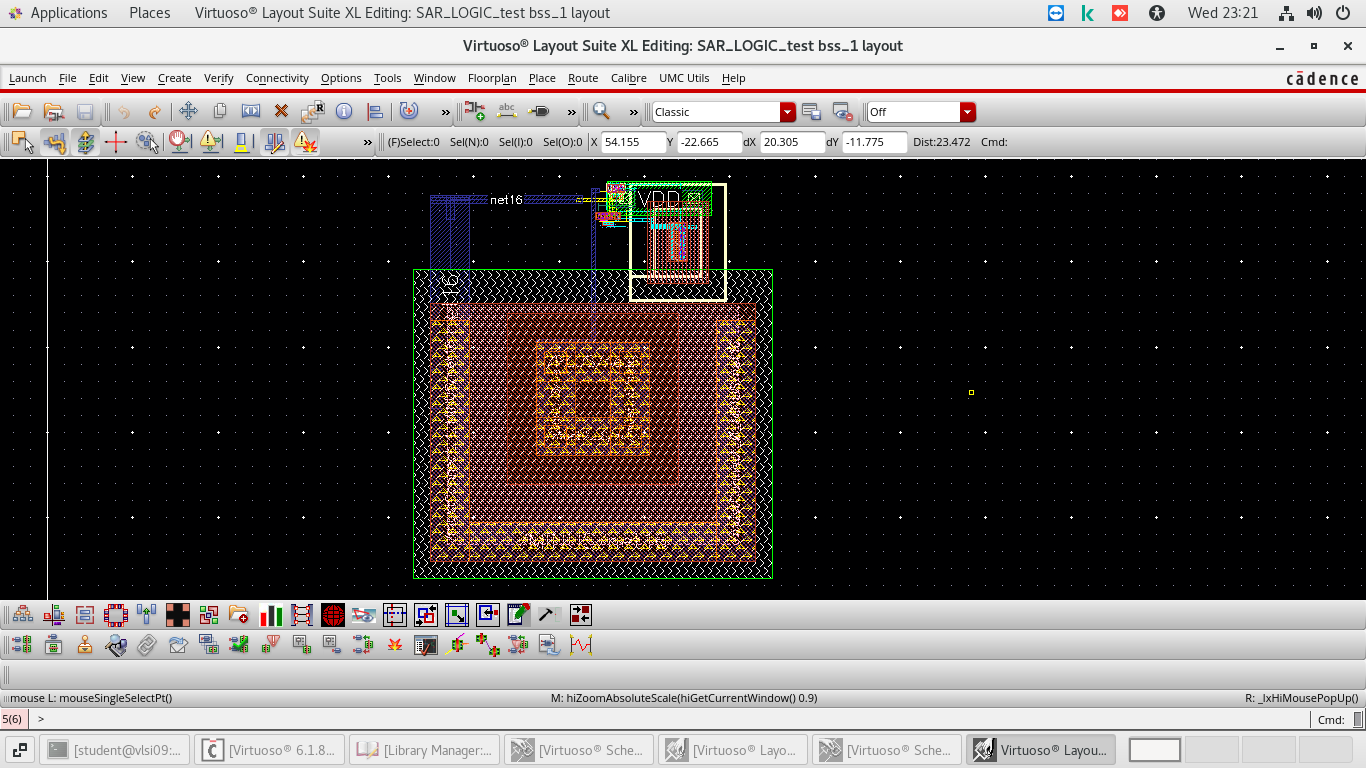 Applications Places Virtuoso® Layout Suite XL Editing: SAR_LOGIC_test bss_1 layout Wed 23:21
Virtuoso® Layout Suite XL Editing: SAR_LOGIC_test bss_1 layout
Launch File Edit View Create Verify Connectivity Options Tools Window Floorplan Place Route Calibre UMC Utils Help cādence
» » » Classic Off
» (F)Select:0 Sel(N):0 Sel(I):0 Sel(O):0 X 54.155 Y -22.665 dX 20.305 dY -11.775 Dist:23.472 Cmd:
VDD
net16
mouse L: mouseSingleSelectPt() M: hiZoomAbsoluteScale(hiGetCurrentWindow() 0.9) R: _lxHiMousePopUp()
5(6) > Cmd:
[student@vlsi09:... [Virtuoso® 6.1.8... [Library Manager:... [Virtuoso® Sche... [Virtuoso® Layo... [Virtuoso® Sche... Virtuoso® Layou...